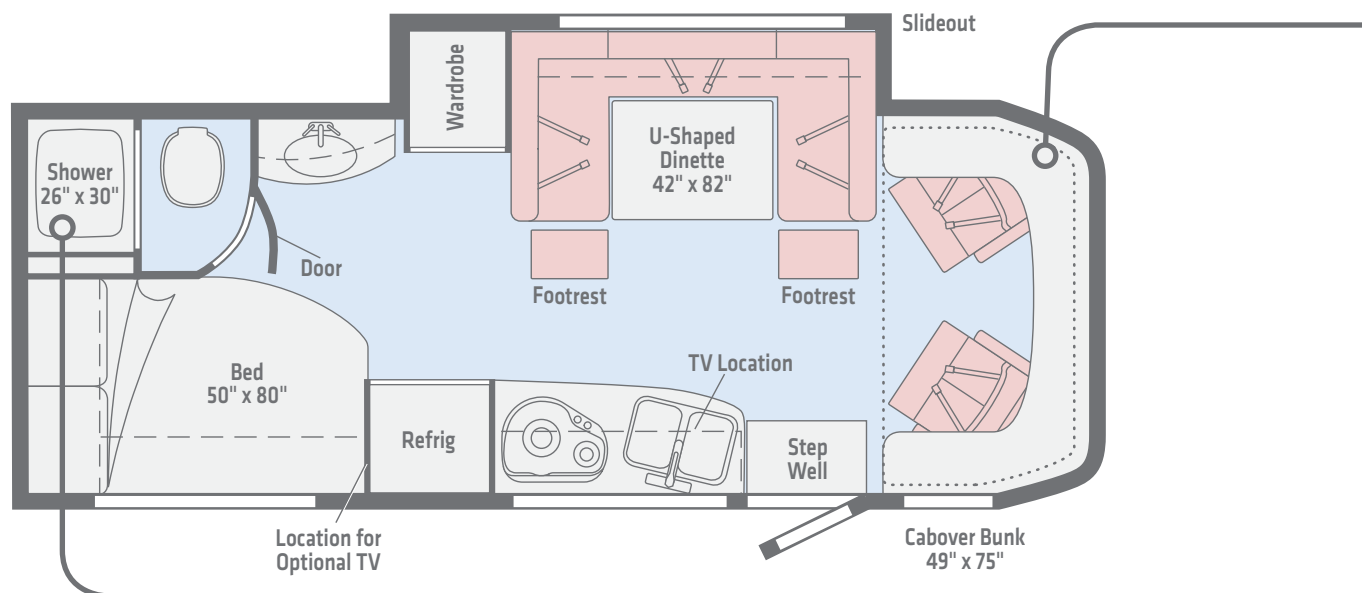 Slideout
Wardrobe
U-Shaped
Dinette
42" x 82"
Shower
26" x 30"
Door
Footrest
Footrest
TV Location
Bed
50" x 80"
Refrig
Step
Well
Location for
Optional TV
Cabover Bunk
49" x 75"